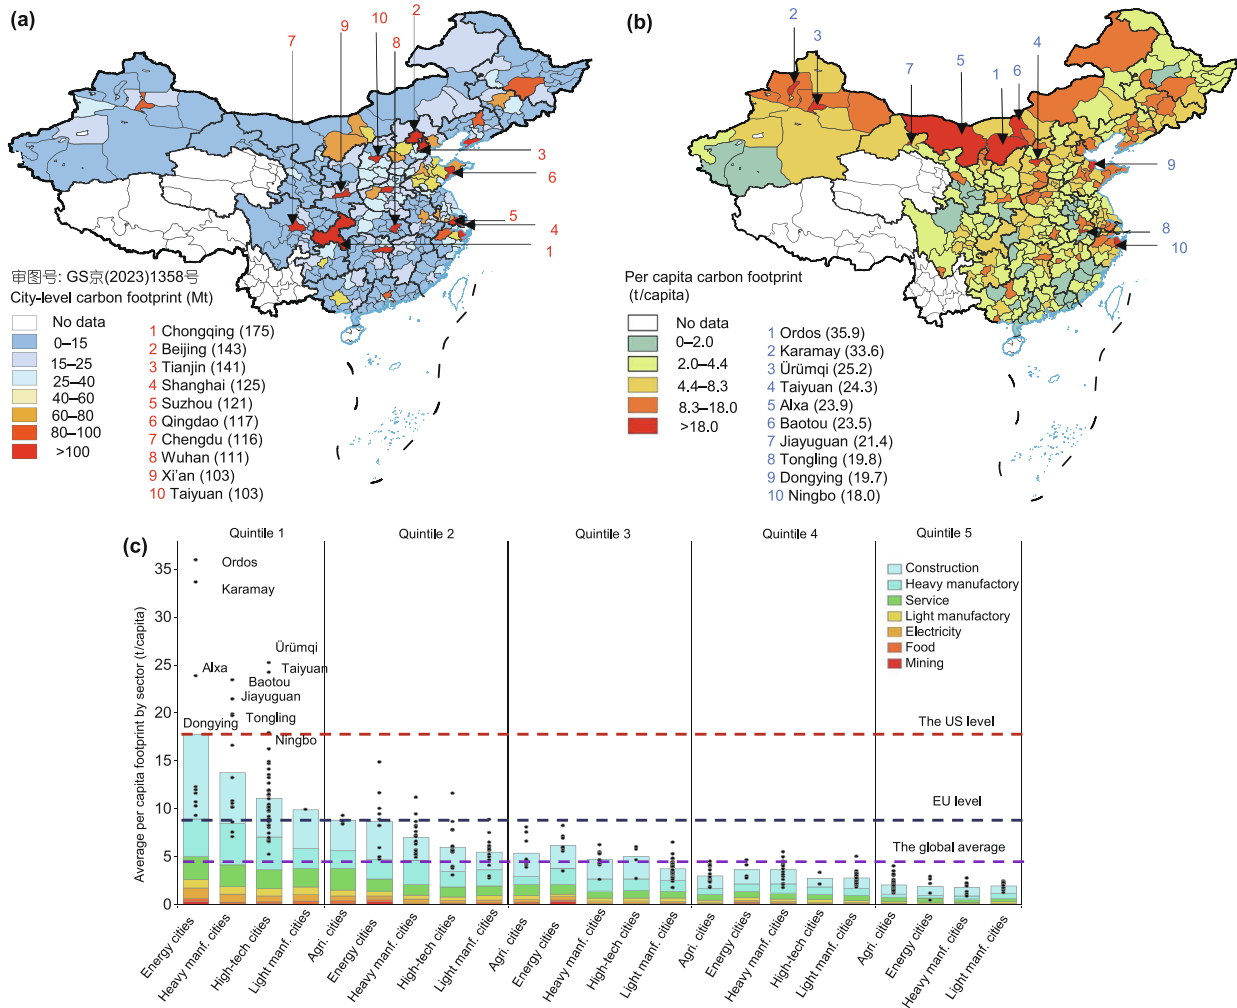 (a)
2
10
9
8
7
3
6
5
4
1
审图号: GS京(2023)1358号
City-level carbon footprint (Mt)
No data
0–15
15–25
25–40
40–60
60–80
80–100
>100
1 Chongqing (175)
2 Beijing (143)
3 Tianjin (141)
4 Shanghai (125)
5 Suzhou (121)
6 Qingdao (117)
7 Chengdu (116)
8 Wuhan (111)
9 Xi'an (103)
10 Taiyuan (103)
(b)
2
3
7
5
1
6
4
9
8
10
Per capita carbon footprint
(t/capita)
No data
0–2.0
2.0–4.4
4.4–8.3
8.3–18.0
>18.0
1 Ordos (35.9)
2 Karamay (33.6)
3 Ürümqi (25.2)
4 Taiyuan (24.3)
5 Alxa (23.9)
6 Baotou (23.5)
7 Jiayuguan (21.4)
8 Tongling (19.8)
9 Dongying (19.7)
10 Ningbo (18.0)
(c)
Quintile 1
Quintile 2
Quintile 3
Quintile 4
Quintile 5
Average per capita footprint by sector (t/capita)
35
30
25
20
15
10
5
0
Ordos
Karamay
Ürümqi
Alxa
Taiyuan
Baotou
Jiayuguan
Tongling
Dongying
Ningbo
Construction
Heavy manufactory
Service
Light manufactory
Electricity
Food
Mining
The US level
EU level
The global average
Energy cities
Heavy manf. cities
High-tech cities
Light manf. cities
Agri. cities
Energy cities
Heavy manf. cities
High-tech cities
Light manf. cities
Agri. cities
Energy cities
Heavy manf. cities
High-tech cities
Light manf. cities
Agri. cities
Energy cities
Heavy manf. cities
High-tech cities
Light manf. cities
Agri. cities
Energy cities
Heavy manf. cities
Light manf. cities